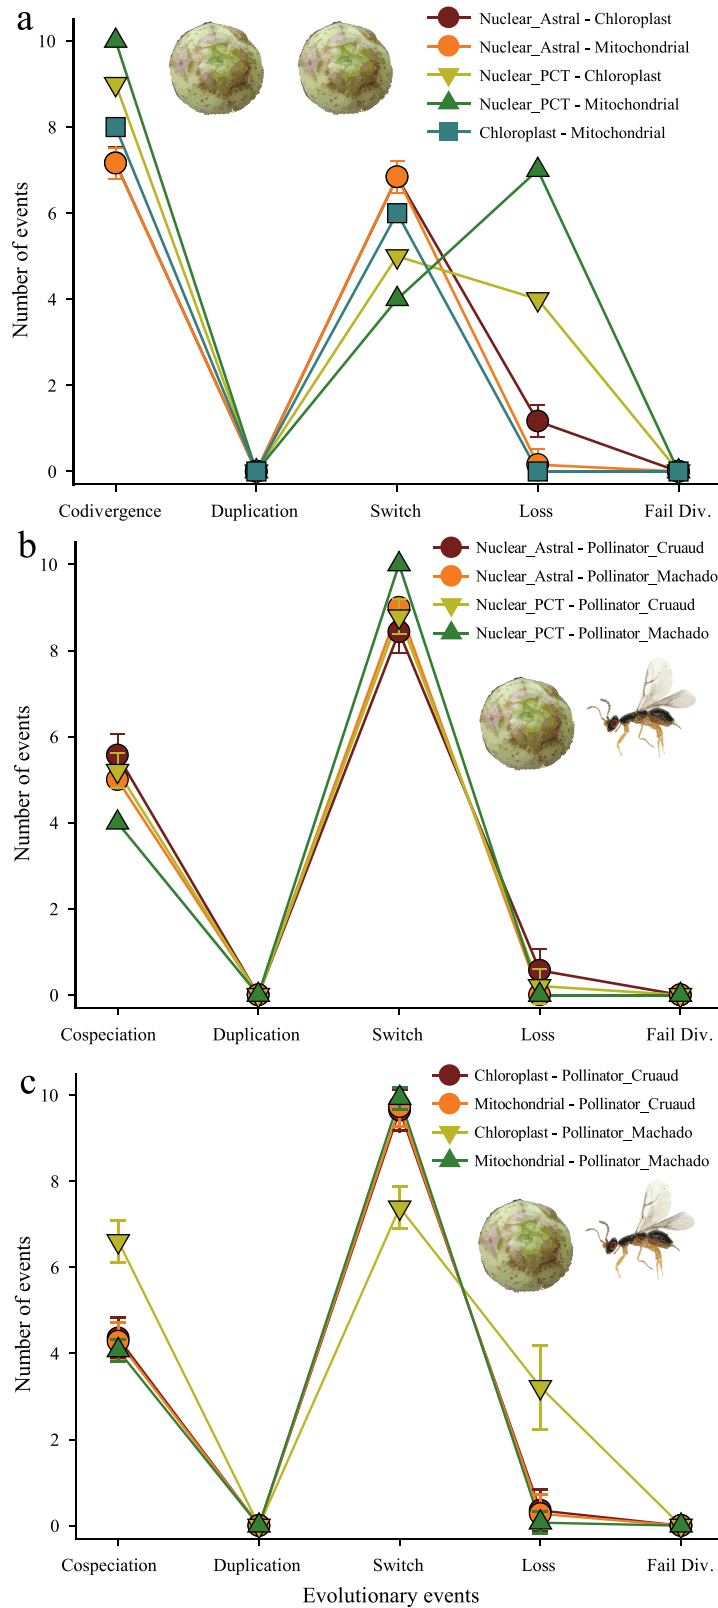 a
Nuclear_Astral - Chloroplast
Nuclear_Astral - Mitochondrial
Nuclear_PCT - Chloroplast
Nuclear_PCT - Mitochondrial
Chloroplast - Mitochondrial
Number of events
10
8
6
4
2
0
Codivergence Duplication Switch Loss Fail Div.
b
Nuclear_Astral - Pollinator_Cruaud
Nuclear_Astral - Pollinator_Machado
Nuclear_PCT - Pollinator_Cruaud
Nuclear_PCT - Pollinator_Machado
Number of events
10
8
6
4
2
0
Cospeciation Duplication Switch Loss Fail Div.
c
Chloroplast - Pollinator_Cruaud
Mitochondrial - Pollinator_Cruaud
Chloroplast - Pollinator_Machado
Mitochondrial - Pollinator_Machado
Number of events
10
8
6
4
2
0
Cospeciation Duplication Switch Loss Fail Div.
Evolutionary events